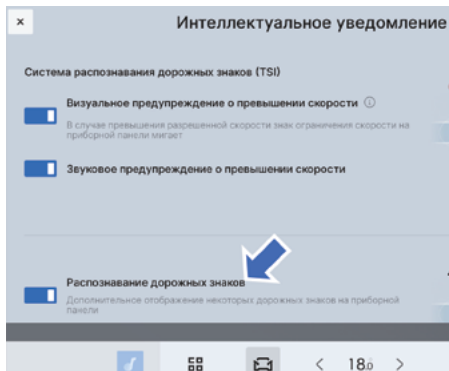 ×
Интеллектуальное уведомление
Система распознавания дорожных знаков (TSI)
Визуальное предупреждение о превышении скорости ⓘ
В случае превышения разрешенной скорости знак ограничения скорости на
приборной панели мигает
Звуковое предупреждение о превышении скорости
Распознавание дорожных знаков
Дополнительное отображение некоторых дорожных знаков на приборной
панели
< 18.0 >